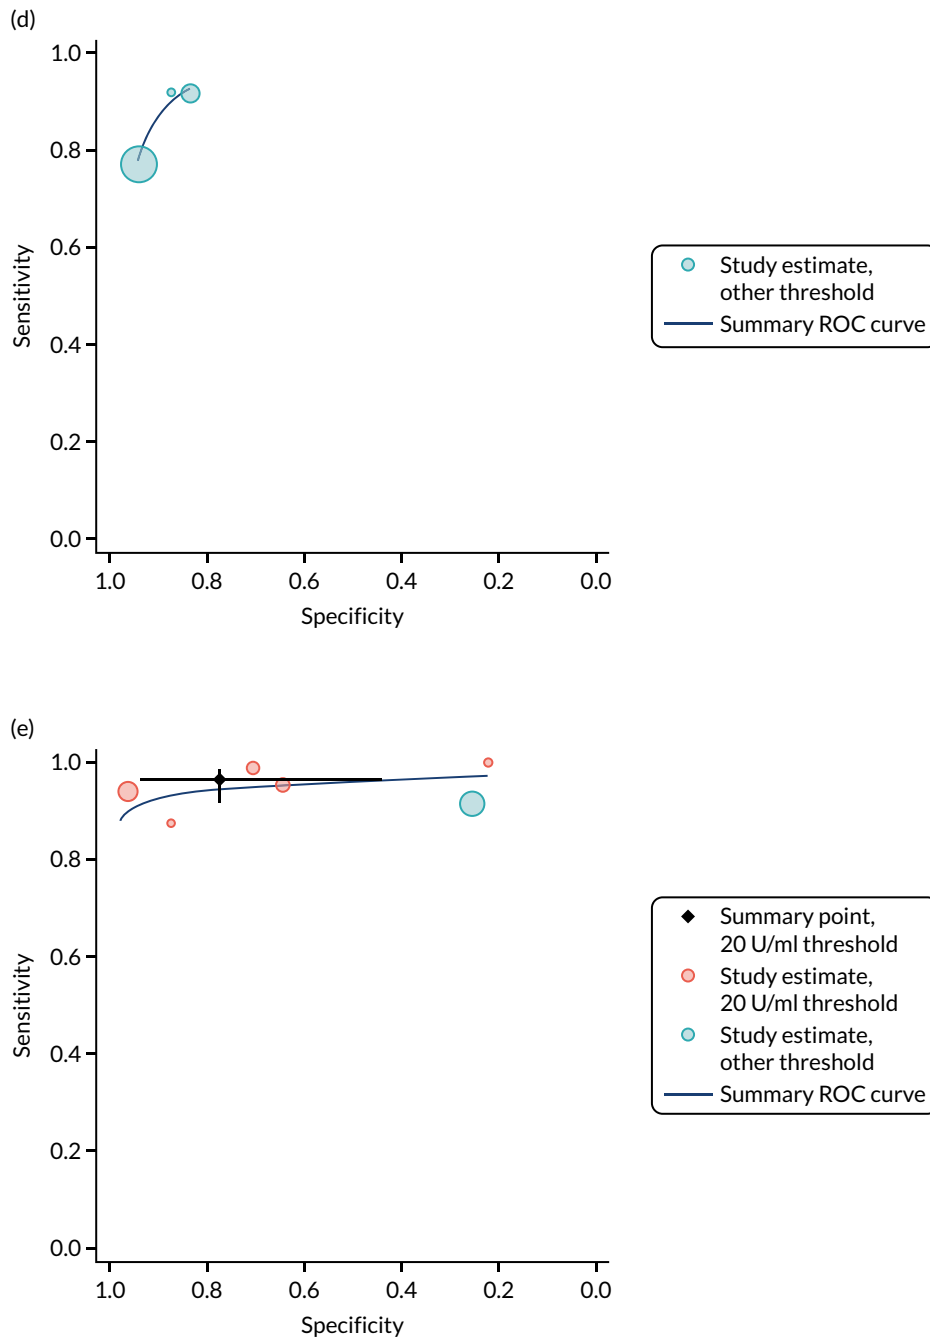 (d)
1.0
0.8
0.6
0.4
0.2
0.0
Sensitivity
1.0 0.8 0.6 0.4 0.2 0.0
Specificity
Study estimate,
other threshold
Summary ROC curve
(e)
1.0
0.8
0.6
0.4
0.2
0.0
Sensitivity
1.0 0.8 0.6 0.4 0.2 0.0
Specificity
Summary point,
20 U/ml threshold
Study estimate,
20 U/ml threshold
Study estimate,
other threshold
Summary ROC curve